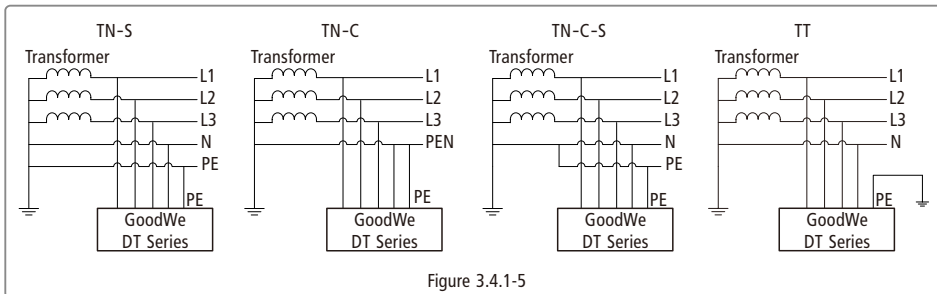 TN-S
Transformer
L1
L2
L3
N
PE
PE
GoodWe
DT Series
TN-C
Transformer
L1
L2
L3
PEN
PE
GoodWe
DT Series
TN-C-S
Transformer
L1
L2
L3
N
PE
PE
GoodWe
DT Series
TT
Transformer
L1
L2
L3
N
PE
GoodWe
DT Series
Figure 3.4.1-5